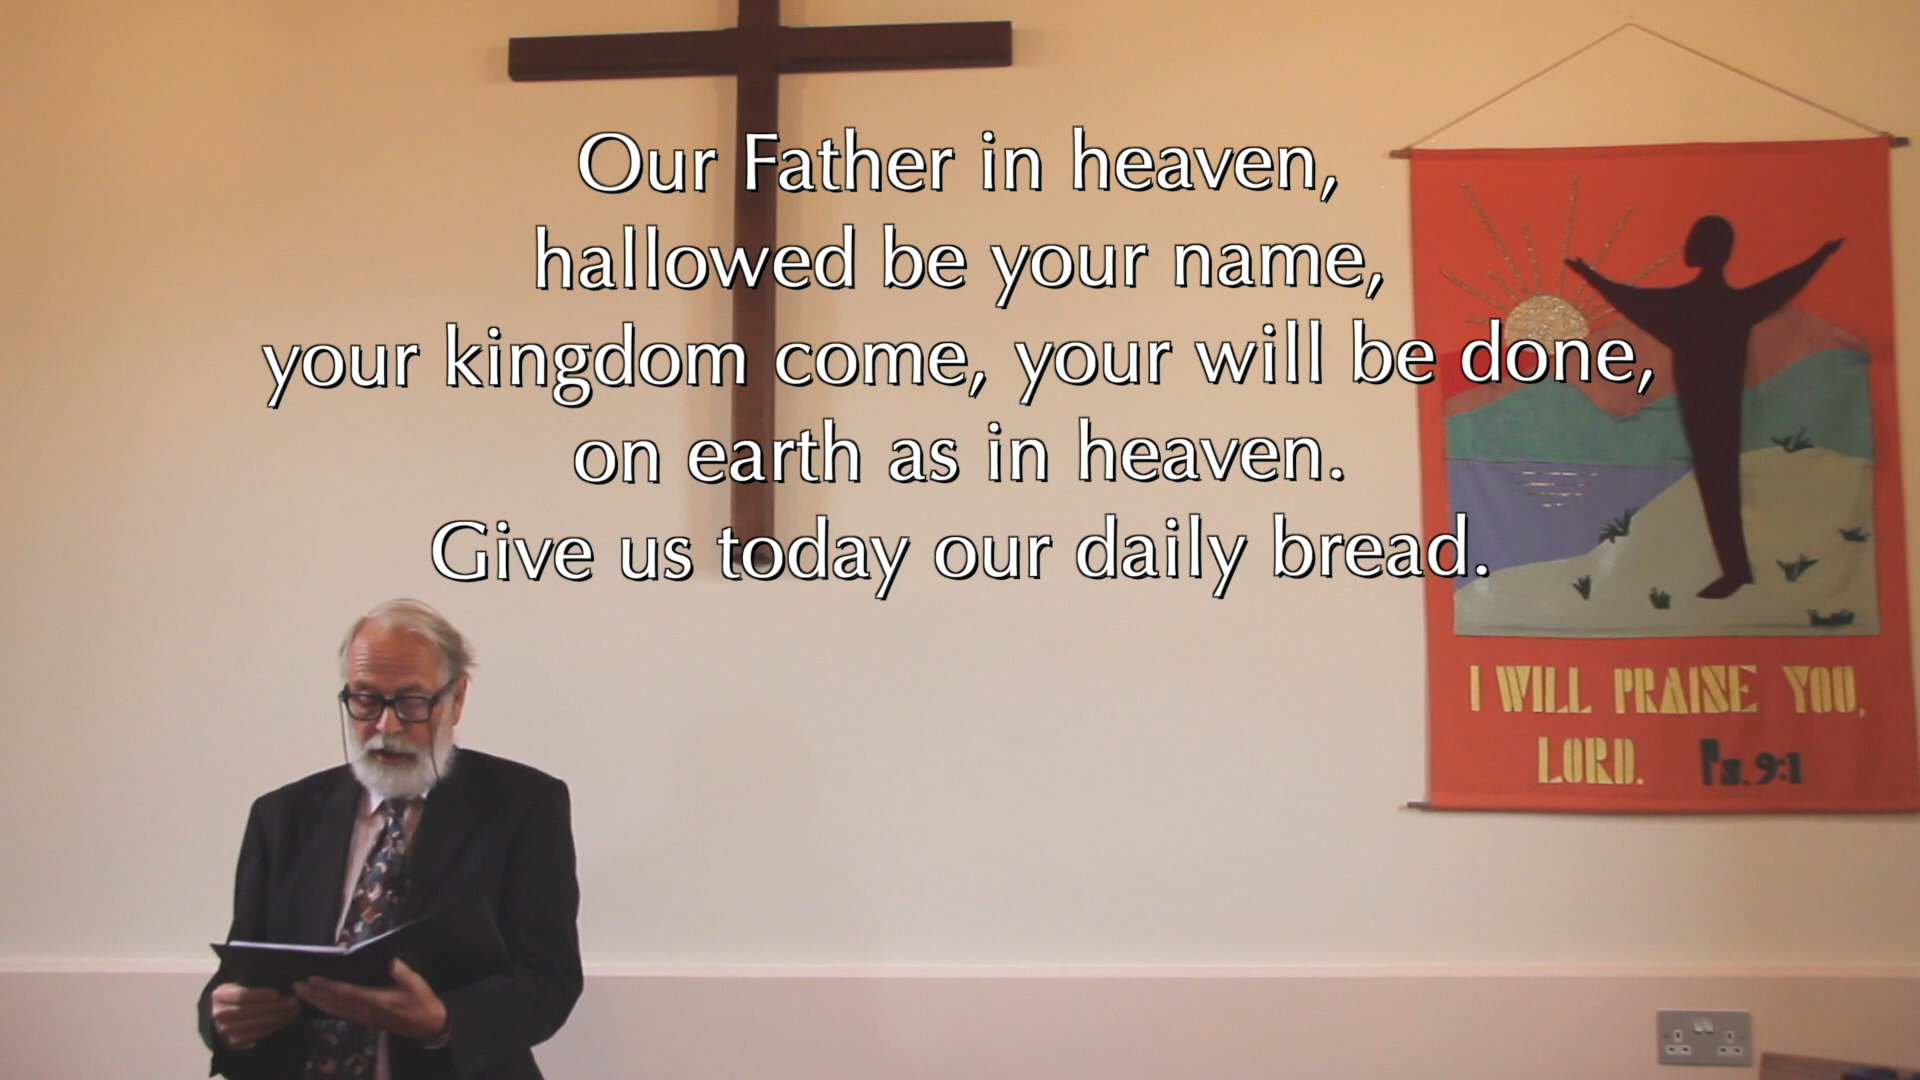 Our Father in heaven,
hallowed be your name,
your kingdom come, your will be done,
on earth as in heaven.
Give us today our daily bread.
I WILL PRAISE YOU,
LORD. Ps. 9:1